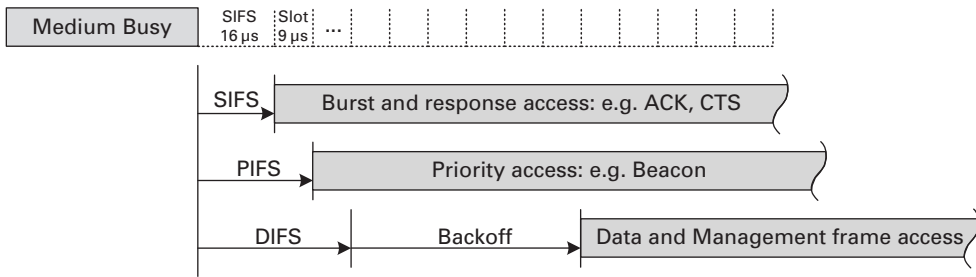 Medium Busy
SIFS
16 μs
Slot
9 μs
...
SIFS
Burst and response access: e.g. ACK, CTS
PIFS
Priority access: e.g. Beacon
DIFS
Backoff
Data and Management frame access